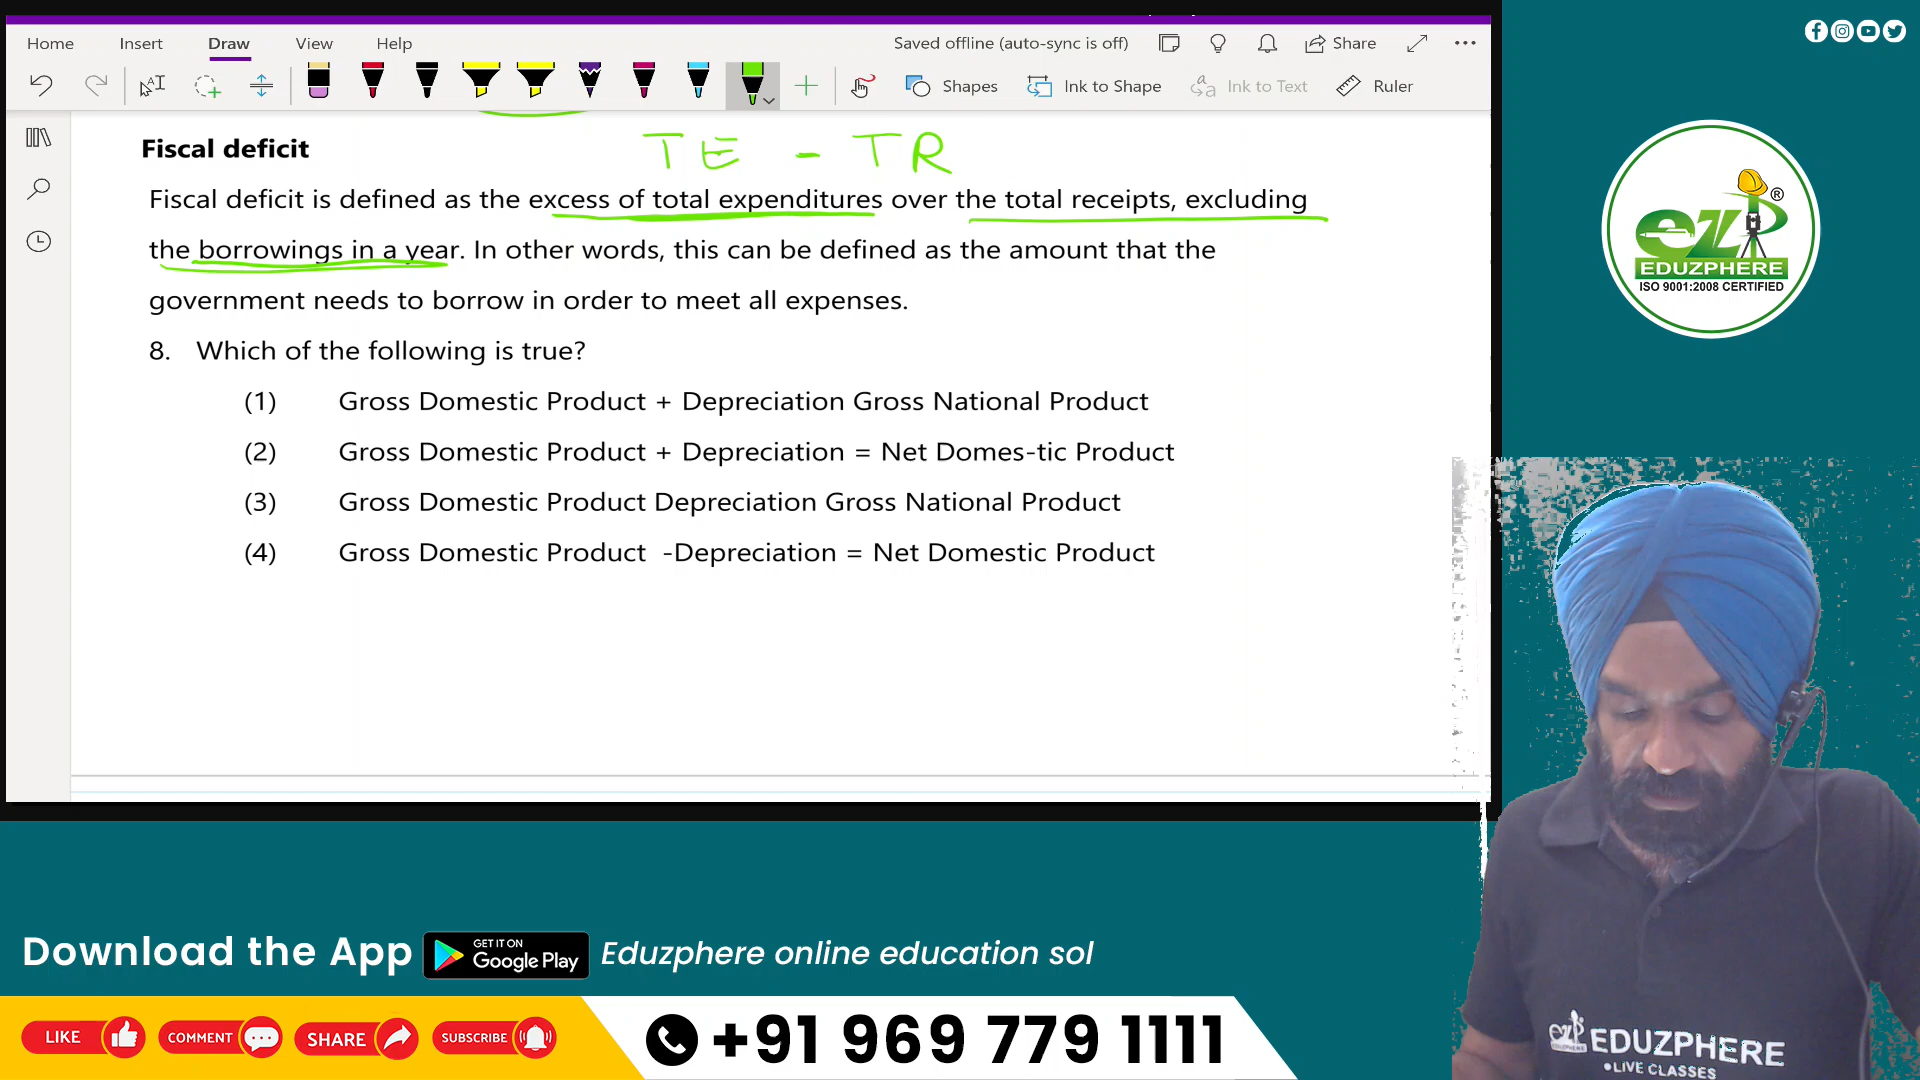 Home Insert Draw View Help Saved offline (auto-sync is off) Share
Shapes Ink to Shape Ink to Text Ruler
TE - TR
Fiscal deficit
Fiscal deficit is defined as the excess of total expenditures over the total receipts, excluding
the borrowings in a year. In other words, this can be defined as the amount that the
government needs to borrow in order to meet all expenses.
8. Which of the following is true?
(1) Gross Domestic Product + Depreciation Gross National Product
(2) Gross Domestic Product + Depreciation = Net Domes-tic Product
(3) Gross Domestic Product Depreciation Gross National Product
(4) Gross Domestic Product -Depreciation = Net Domestic Product
ezp ®
EDUZPHERE
ISO 9001:2008 CERTIFIED
EDUZPHERE
•LIVE CLASSES
Download the App GET IT ON Google Play Eduzphere online education sol
LIKE COMMENT SHARE SUBSCRIBE +91 969 779 1111